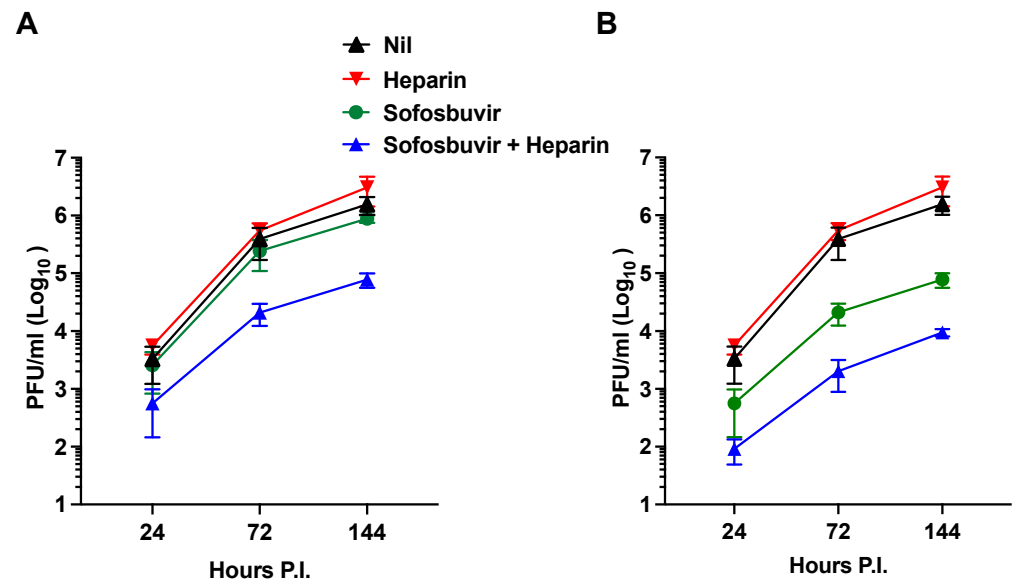 A
B
Nil
Heparin
Sofosbuvir
Sofosbuvir + Heparin
PFU/ml (Log10 )
7
6
5
4
3
2
1
24 72 144
Hours P.I.
PFU/ml (Log10 )
7
6
5
4
3
2
1
24 72 144
Hours P.I.